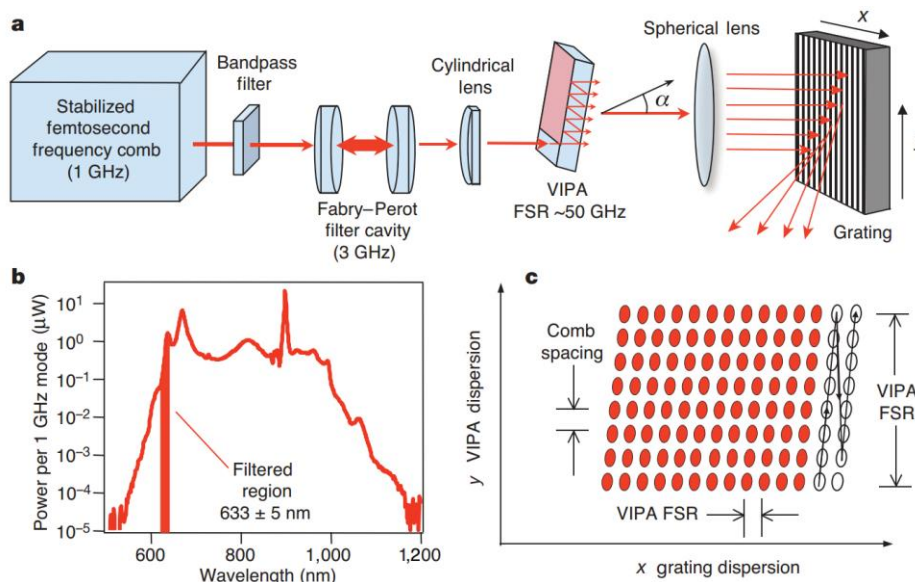 a
Stabilized
femtosecond
frequency comb
(1 GHz)
Bandpass
filter
Fabry–Perot
filter cavity
(3 GHz)
Cylindrical
lens
α
VIPA
FSR ~50 GHz
Spherical lens
x
Grating
b
Power per 1 GHz mode (μW)
10¹
10⁰
10⁻¹
10⁻²
10⁻³
10⁻⁴
10⁻⁵
Filtered
region
633 ± 5 nm
600
800
1,000
1,200
Wavelength (nm)
c
y VIPA dispersion
Comb
spacing
VIPA
FSR
VIPA FSR
x grating dispersion